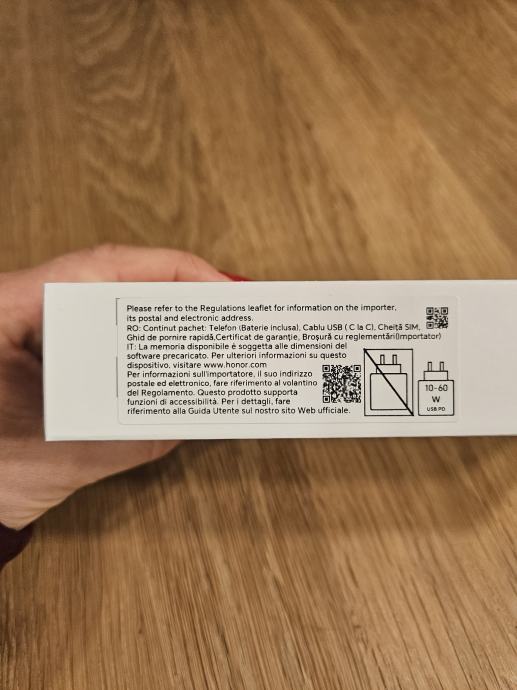 Please refer to the Regulations leaflet for information on the importer,
its postal and electronic address.
RO: Continut pachet: Telefon (Baterie inclusa), Cablu USB ( C la C), Cheiță SIM,
Ghid de pornire rapidă,Certificat de garanție, Broșură cu reglementări(Importator)
IT: La memoria disponibile è soggetta alle dimensioni del
software precaricato. Per ulteriori informazioni su questo
dispositivo, visitare www.honor.com
Per informazioni sull'importatore, il suo indirizzo
postale ed elettronico, fare riferimento al volantino
del Regolamento. Questo prodotto supporta
funzioni di accessibilità. Per i dettagli, fare
riferimento alla Guida Utente sul nostro sito Web ufficiale.
10-60
W
USB PD